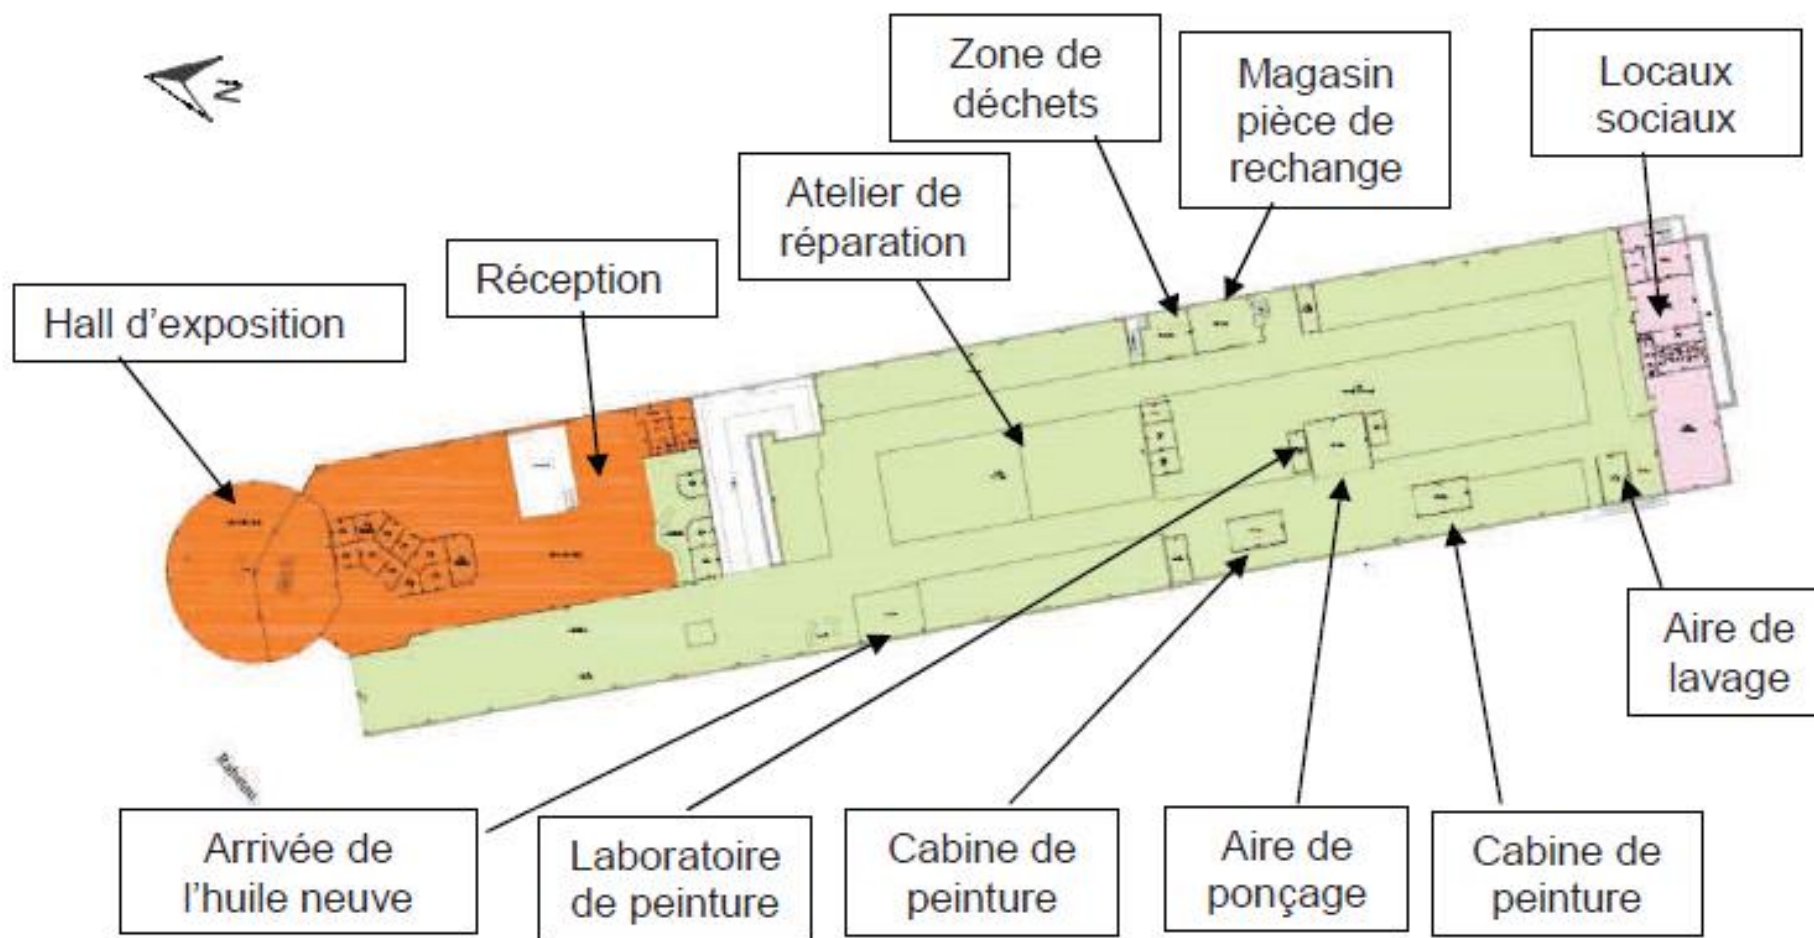 N
Zone de
déchets
Magasin
pièce de
rechange
Locaux
sociaux
Atelier de
réparation
Réception
Hall d’exposition
Arrivée de
l’huile neuve
Laboratoire
de peinture
Cabine de
peinture
Aire de
ponçage
Cabine de
peinture
Aire de
lavage